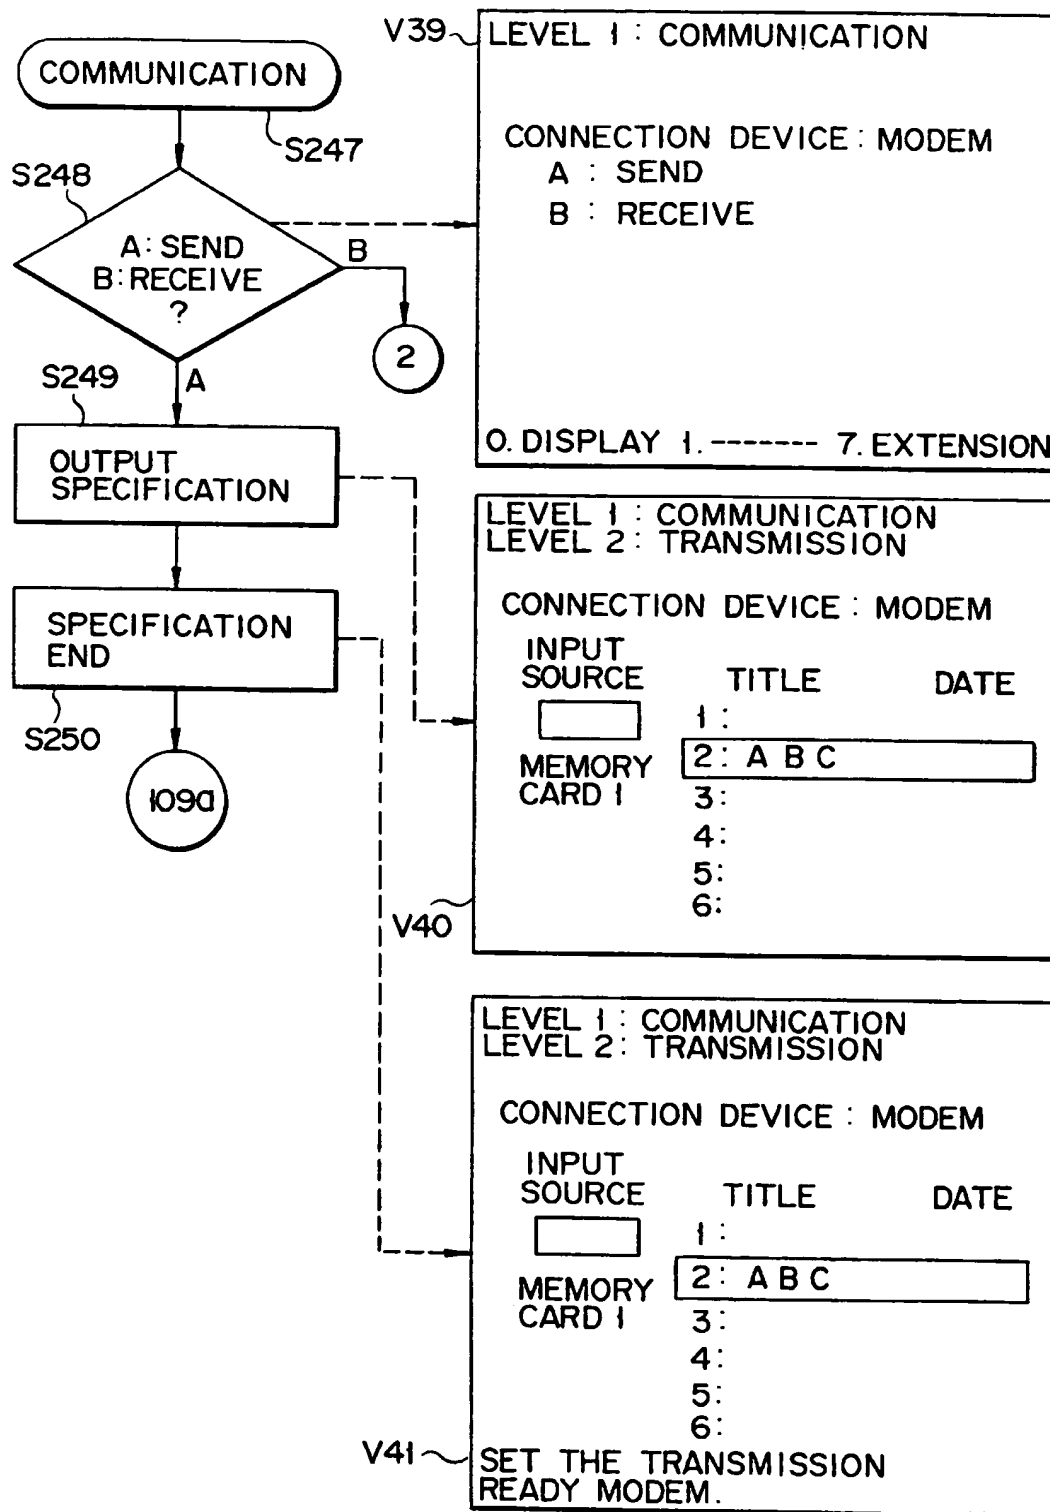 COMMUNICATION
S247
S248
A: SEND
B: RECEIVE
?
B
2
A
S249
OUTPUT
SPECIFICATION
SPECIFICATION
END
S250
109a
V39
LEVEL 1: COMMUNICATION
CONNECTION DEVICE: MODEM
A : SEND
B : RECEIVE
0. DISPLAY 1. ------- 7. EXTENSION
LEVEL 1: COMMUNICATION
LEVEL 2: TRANSMISSION
CONNECTION DEVICE: MODEM
INPUT
SOURCE TITLE DATE
1:
2: A B C
MEMORY
CARD 1
3:
4:
5:
6:
V40
LEVEL 1: COMMUNICATION
LEVEL 2: TRANSMISSION
CONNECTION DEVICE: MODEM
INPUT
SOURCE TITLE DATE
1:
2: A B C
MEMORY
CARD 1
3:
4:
5:
6:
V41
SET THE TRANSMISSION
READY MODEM.